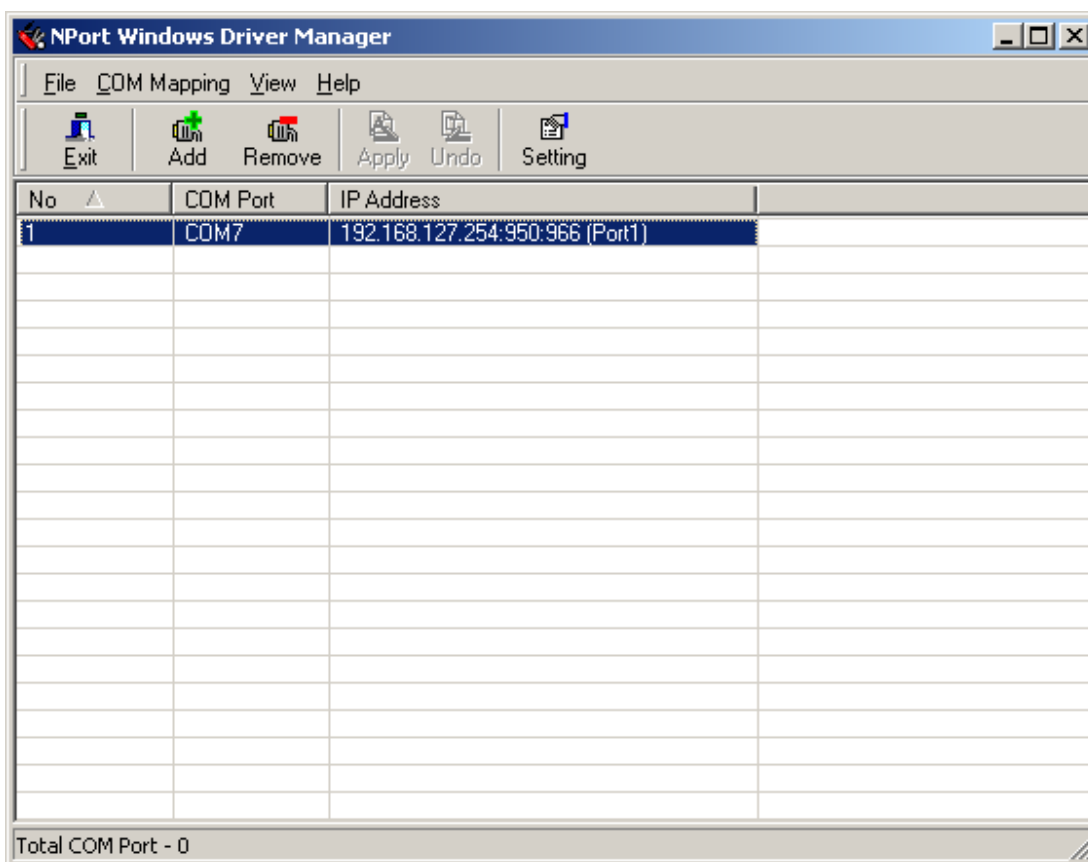 NPort Windows Driver Manager
File COM Mapping View Help
Exit Add Remove Apply Undo Setting
No COM Port IP Address
1 COM7 192.168.127.254:950:966 (Port1)
Total COM Port - 0